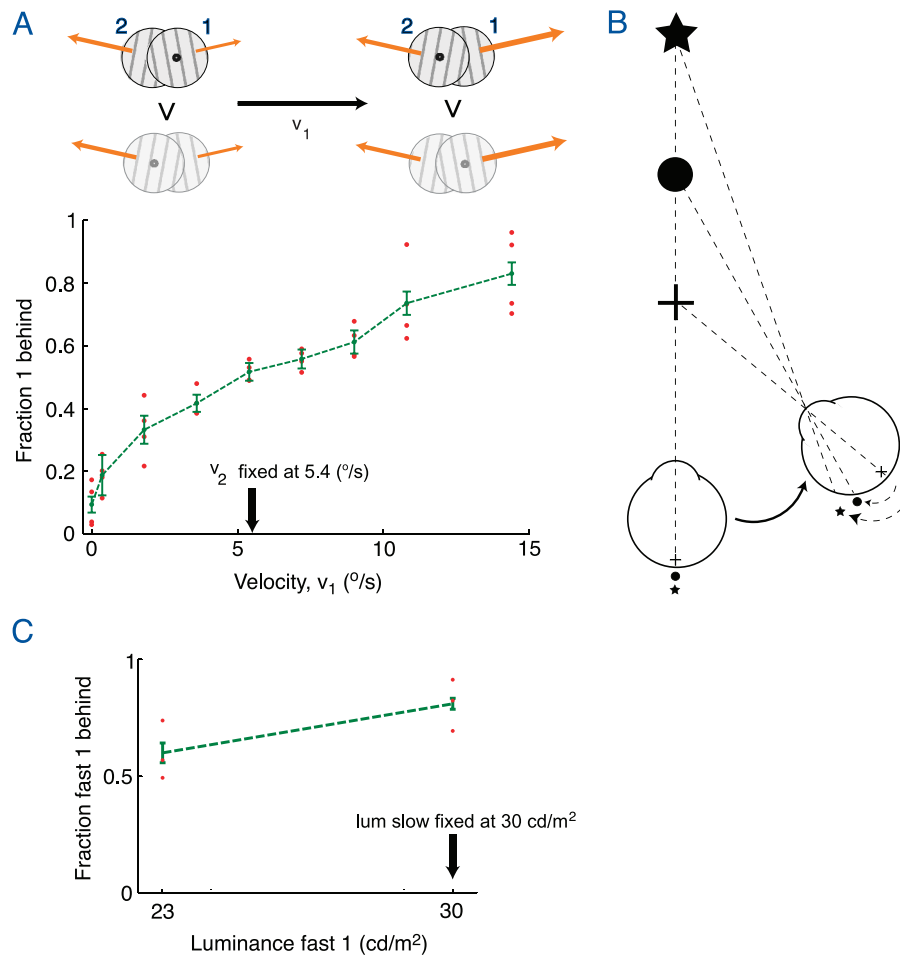 A
2 1
2 1
B
>
>
v1
Fraction 1 behind
1
0.8
0.6
0.4
0.2
0
v2 fixed at 5.4 (°/s)
0 5 10 15
Velocity, v1 (°/s)
C
Fraction fast 1 behind
1
0.5
0
lum slow fixed at 30 cd/m²
23 30
Luminance fast 1 (cd/m²)